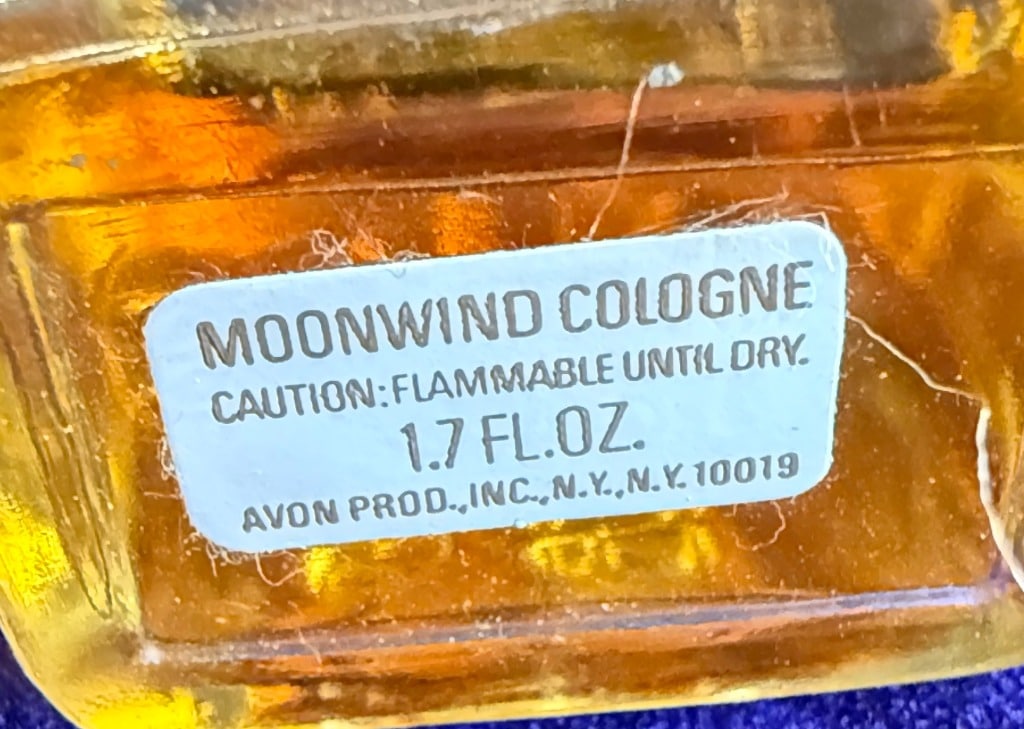 MOONWIND COLOGNE
CAUTION: FLAMMABLE UNTIL DRY.
1.7 FL.OZ.
AVON PROD.,INC.,N.Y.,N.Y. 10019